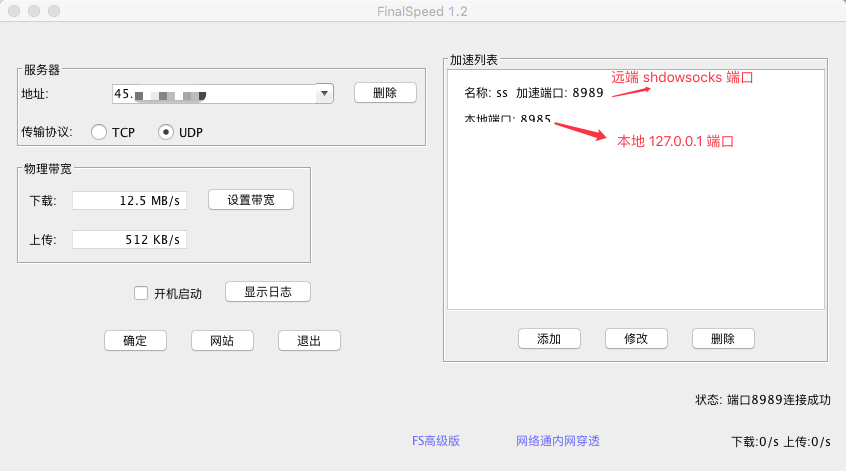 FinalSpeed 1.2
服务器
地址:
45.
删除
传输协议:
TCP
UDP
物理带宽
下载:
12.5 MB/s
设置带宽
上传:
512 KB/s
开机启动
显示日志
确定
网站
退出
加速列表
远端 shdowsocks 端口
名称: ss 加速端口: 8989
本地端口: 8985
本地 127.0.0.1 端口
添加
修改
删除
状态: 端口8989连接成功
FS高级版
网络通内网穿透
下载:0/s 上传:0/s